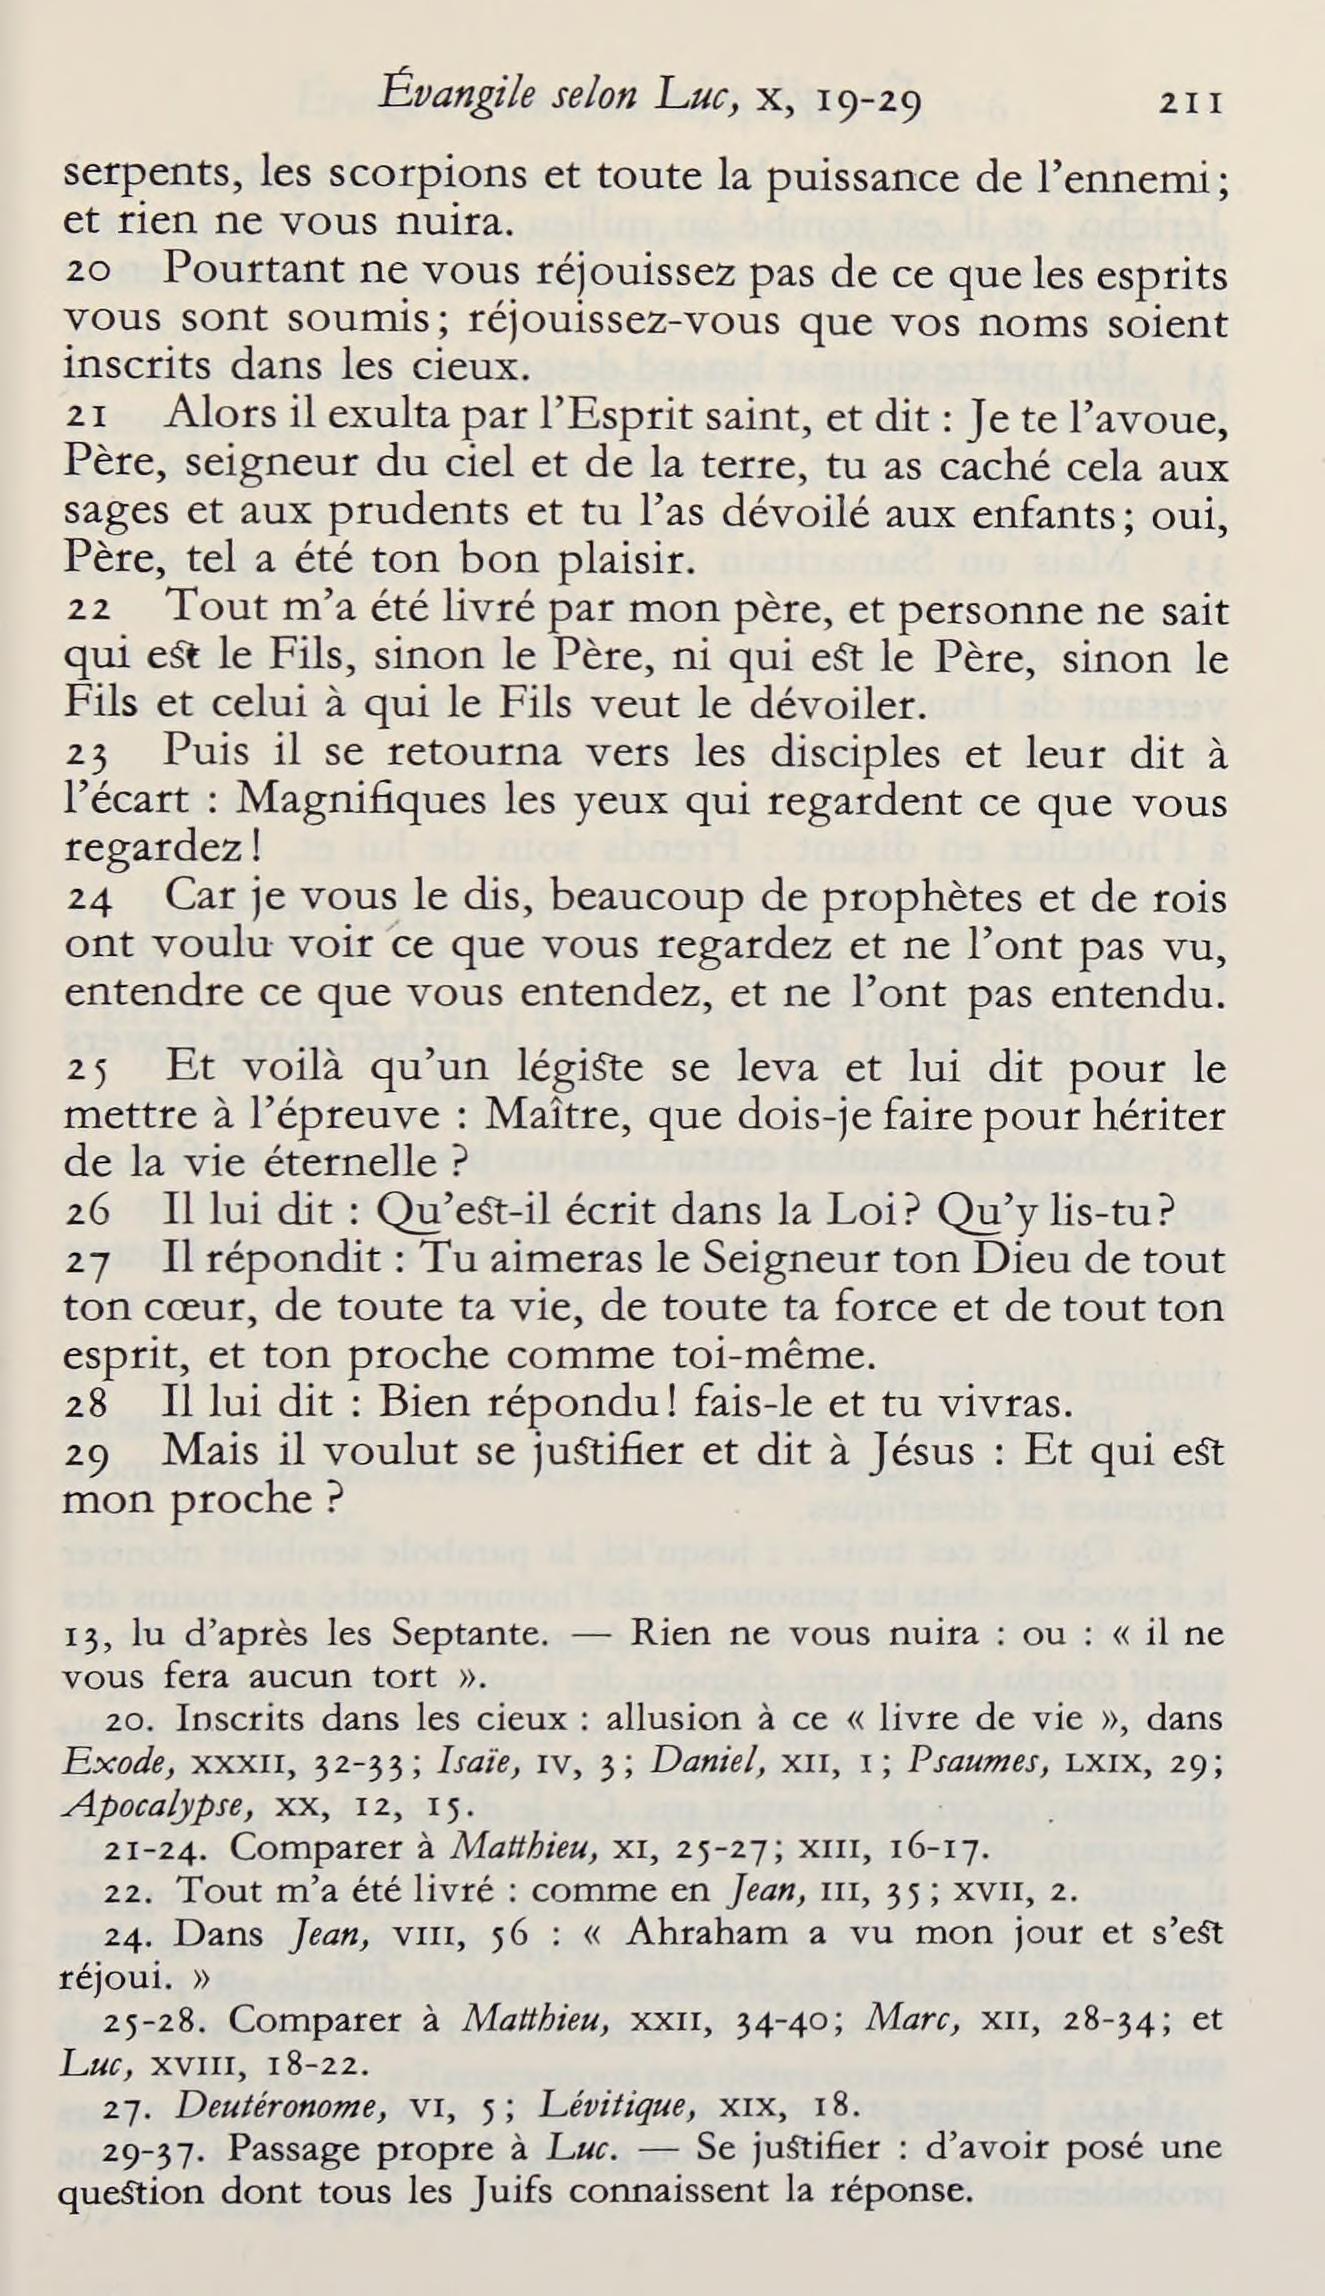 Évangile selon Luc, X, 19-29 211
serpents, les scorpions et toute la puissance de l’ennemi ;
et rien ne vous nuira.
20 Pourtant ne vous réjouissez pas de ce que les esprits
vous sont soumis ; réjouissez-vous que vos noms soient
inscrits dans les cieux.
21 Alors il exulta par l’Esprit saint, et dit : Je te l’avoue,
Père, seigneur du ciel et de la terre, tu as caché cela aux
sages et aux prudents et tu l’as dévoilé aux enfants ; oui,
Père, tel a été ton bon plaisir.
22 Tout m’a été livré par mon père, et personne ne sait
qui est le Fils, sinon le Père, ni qui est le Père, sinon le
Fils et celui à qui le Fils veut le dévoiler.
23 Puis il se retourna vers les disciples et leur dit à
l’écart : Magnifiques les yeux qui regardent ce que vous
regardez !
24 Car je vous le dis, beaucoup de prophètes et de rois
ont voulu voir ce que vous regardez et ne l’ont pas vu,
entendre ce que vous entendez, et ne l’ont pas entendu.
25 Et voilà qu’un légiste se leva et lui dit pour le
mettre à l’épreuve : Maître, que dois-je faire pour hériter
de la vie éternelle ?
26 Il lui dit : Qu’est-il écrit dans la Loi ? Qu’y lis-tu ?
27 Il répondit : Tu aimeras le Seigneur ton Dieu de tout
ton cœur, de toute ta vie, de toute ta force et de tout ton
esprit, et ton proche comme toi-même.
28 Il lui dit : Bien répondu ! fais-le et tu vivras.
29 Mais il voulut se justifier et dit à Jésus : Et qui est
mon proche ?
13, lu d’après les Septante. — Rien ne vous nuira : ou : « il ne
vous fera aucun tort ».
20. Inscrits dans les cieux : allusion à ce « livre de vie », dans
Exode, XXXII, 32-33 ; Isaïe, IV, 3 ; Daniel, XII, 1 ; Psaumes, LXIX, 29 ;
Apocalypse, XX, 12, 15.
21-24. Comparer à Matthieu, XI, 25-27 ; XIII, 16-17.
22. Tout m’a été livré : comme en Jean, III, 35 ; XVII, 2.
24. Dans Jean, VIII, 56 : « Ahraham a vu mon jour et s’est
réjoui. »
25-28. Comparer à Matthieu, XXII, 34-40 ; Marc, XII, 28-34 ; et
Luc, XVIII, 18-22.
27. Deutéronome, VI, 5 ; Lévitique, XIX, 18.
29-37. Passage propre à Luc. — Se justifier : d’avoir posé une
question dont tous les Juifs connaissent la réponse.